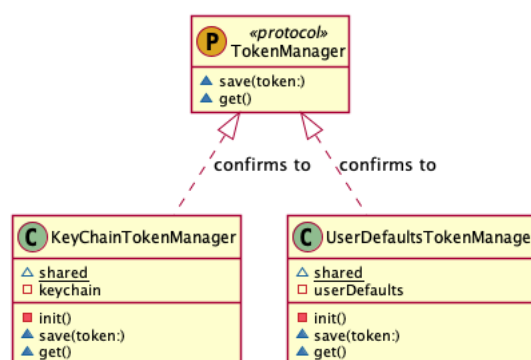 P «protocol»
TokenManager
save(token:)
get()
confirms to confirms to
C KeyChainTokenManager
shared
keychain
init()
save(token:)
get()
C UserDefaultsTokenManage
shared
userDefaults
init()
save(token:)
get()